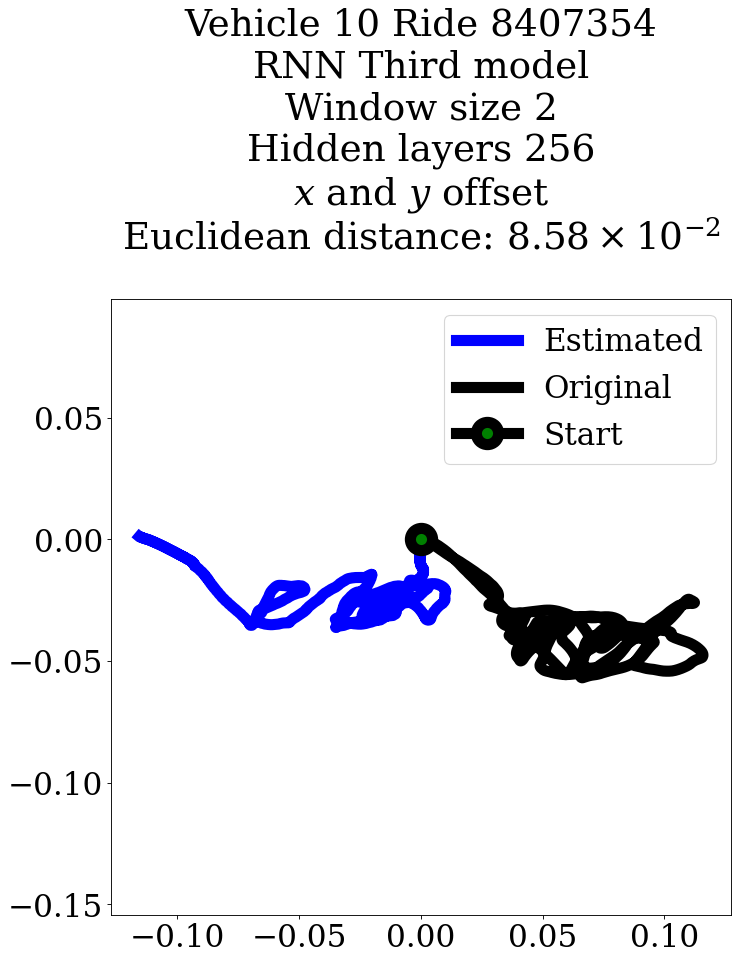 Vehicle 10 Ride 8407354
RNN Third model
Window size 2
Hidden layers 256
x and y offset
Euclidean distance: 8.58 × 10⁻²
Estimated
Original
Start
0.05
0.00
−0.05
−0.10
−0.15
−0.10 −0.05 0.00 0.05 0.10